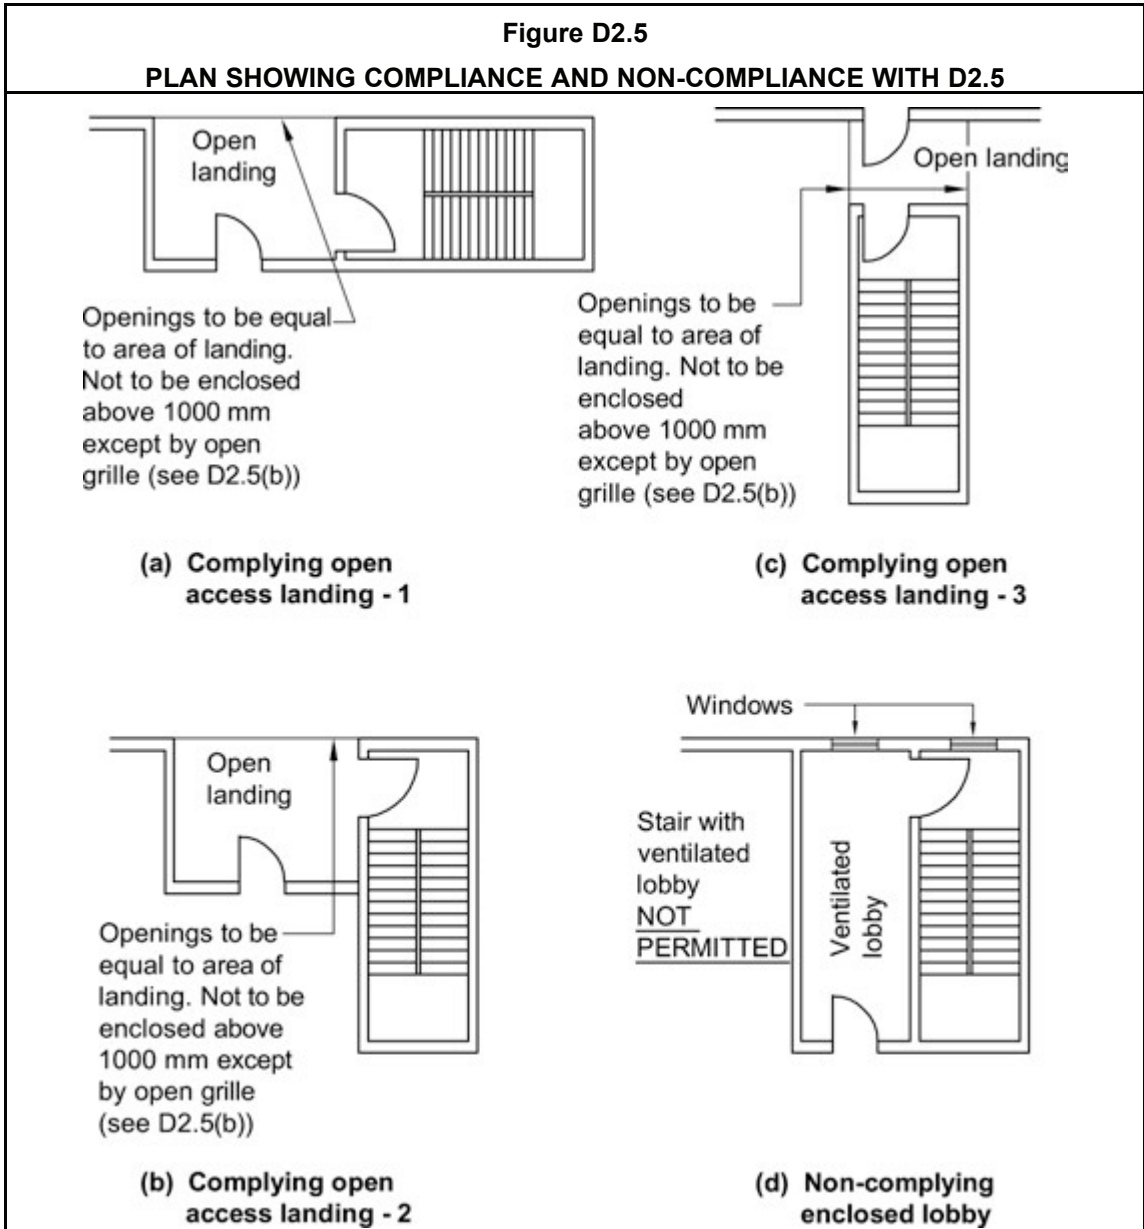 Figure D2.5
PLAN SHOWING COMPLIANCE AND NON-COMPLIANCE WITH D2.5
Open
landing
Openings to be equal
to area of landing.
Not to be enclosed
above 1000 mm
except by open
grille (see D2.5(b))
(a) Complying open
access landing - 1
Open landing
Openings to be
equal to area of
landing. Not to be
enclosed
above 1000 mm
except by open
grille (see D2.5(b))
(c) Complying open
access landing - 3
Open
landing
Openings to be
equal to area of
landing. Not to be
enclosed above
1000 mm except
by open grille
(see D2.5(b))
(b) Complying open
access landing - 2
Windows
Stair with
ventilated
lobby
NOT
PERMITTED
Ventilated
lobby
(d) Non-complying
enclosed lobby